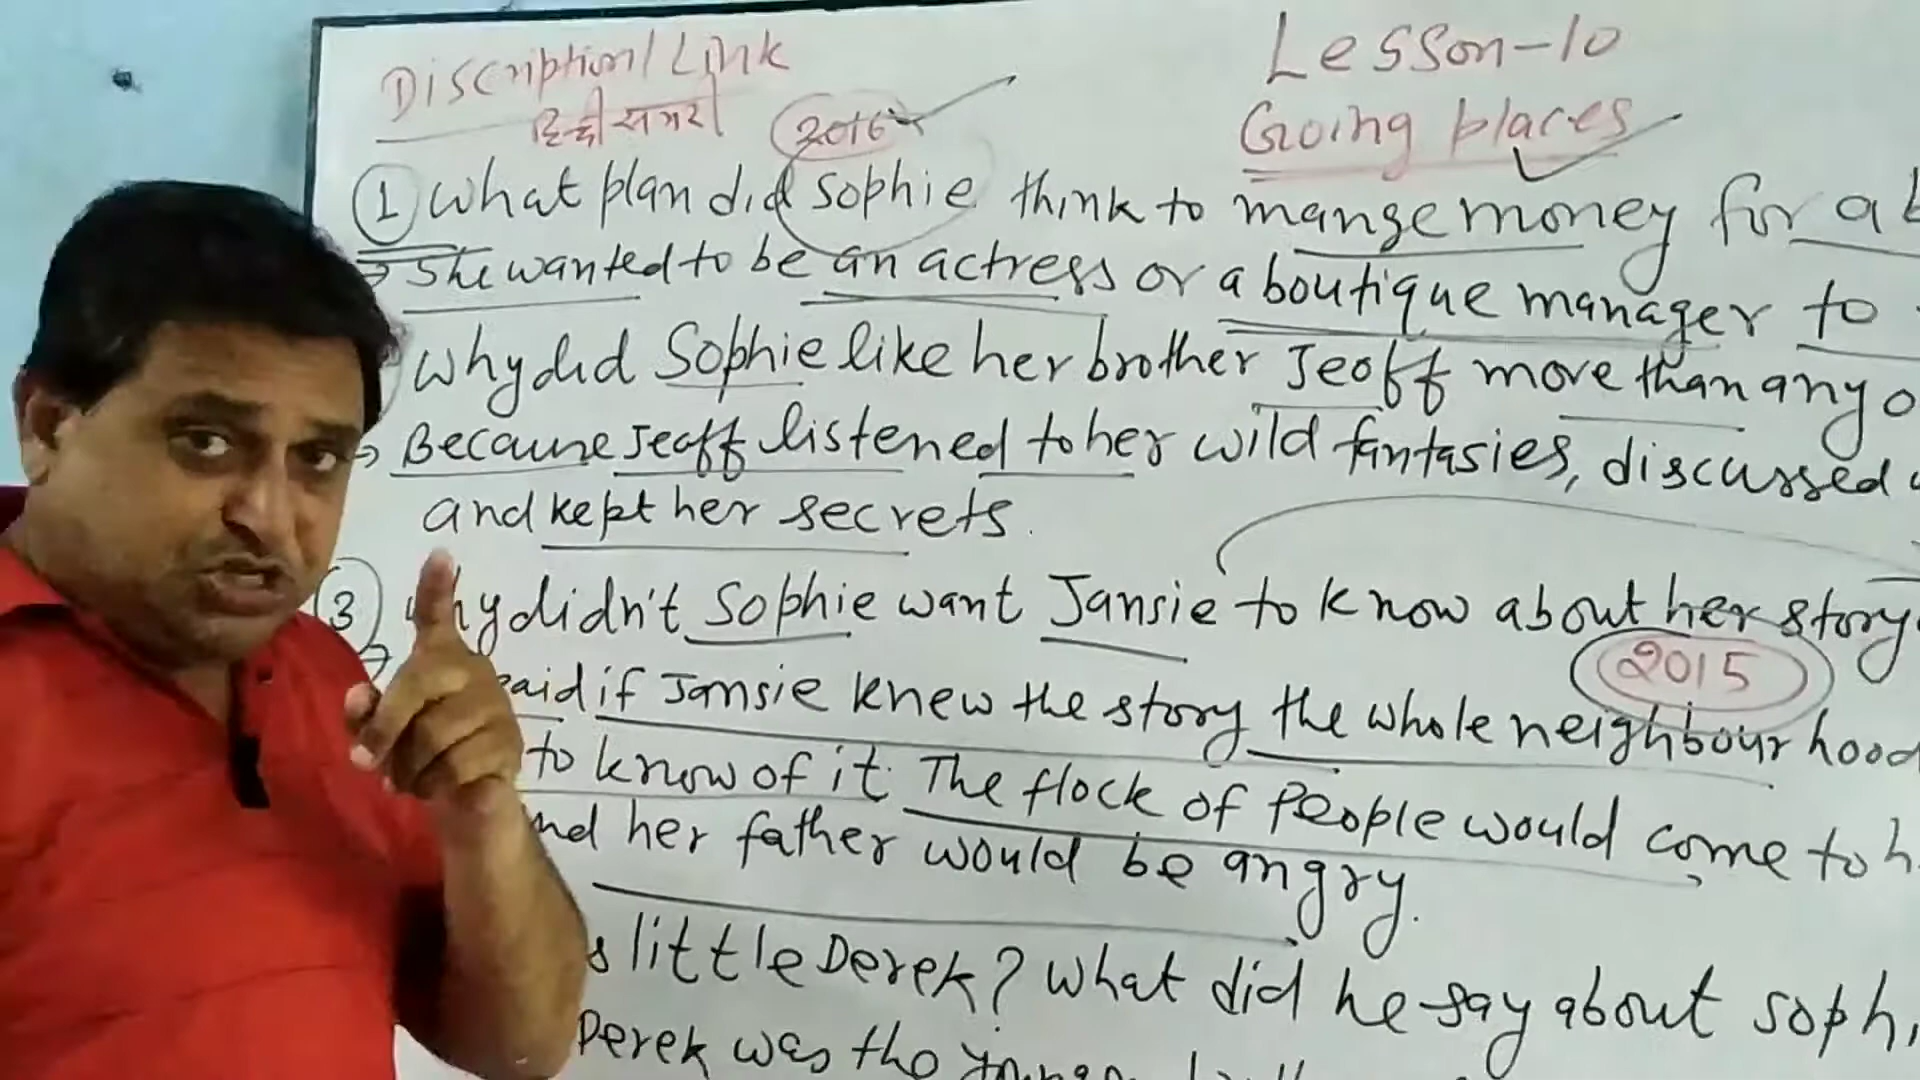 Discription/Link
हिन्दी सामग्री
2016
Lesson-10
Going places
① What plan did sophie think to mange money for a b
→ She wanted to be an actress or a boutique manager to
Why did Sophie like her brother Jeoff more than any o
→ Because Jeoff listened to her wild fantasies, discussed
and kept her secrets.
③ why didn't Sophie want Jansie to know about her story
2015
if Jansie knew the story the whole neighbour hood
to know of it. The flock of People would come to h
her father would be angry.
little Derek? What did he say about soph
Derek was the